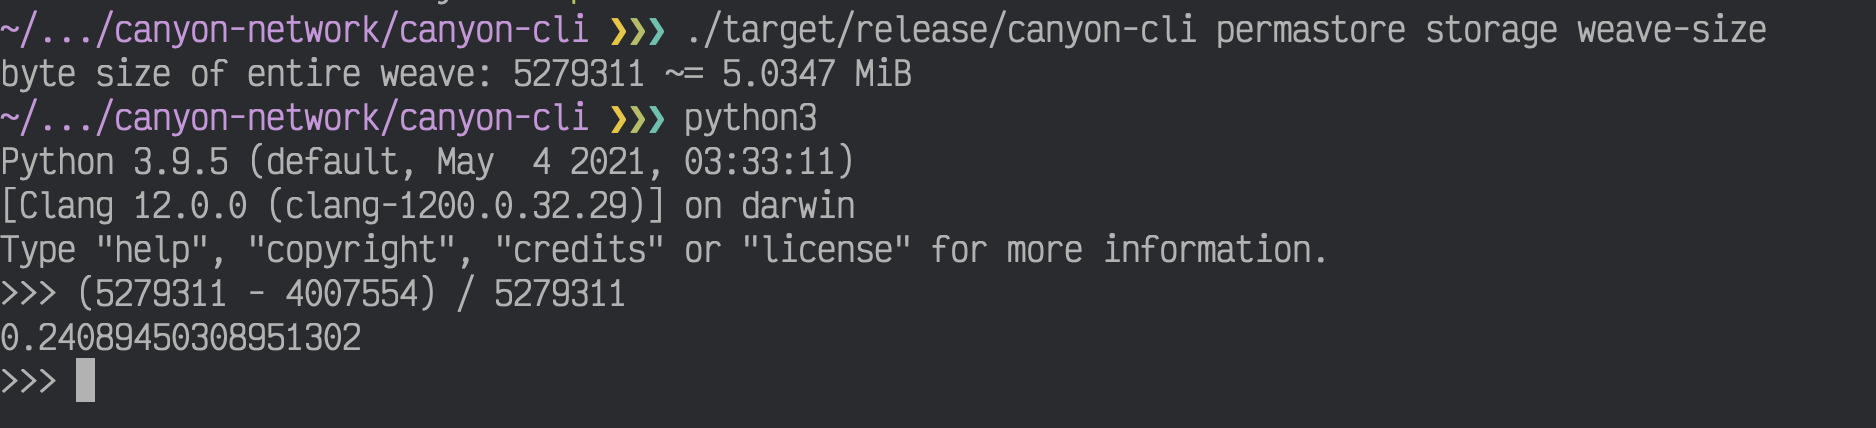 ~/.../canyon-network/canyon-cli ❯❯❯ ./target/release/canyon-cli permastore storage weave-size
byte size of entire weave: 5279311 ~= 5.0347 MiB
~/.../canyon-network/canyon-cli ❯❯❯ python3
Python 3.9.5 (default, May  4 2021, 03:33:11)
[Clang 12.0.0 (clang-1200.0.32.29)] on darwin
Type "help", "copyright", "credits" or "license" for more information.
>>> (5279311 - 4007554) / 5279311
0.24089450308951302
>>>